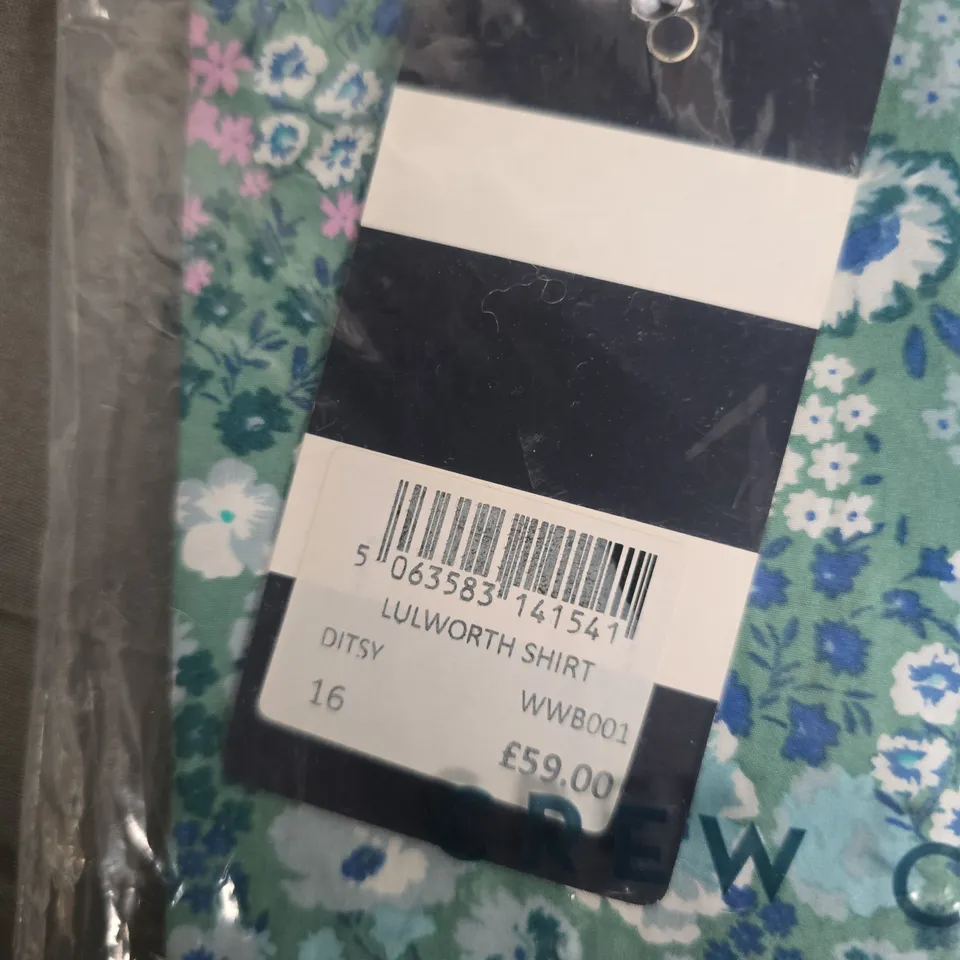 5 063583 141541
LULWORTH SHIRT
DITSY
16 WWB001
£59.00
CREW C